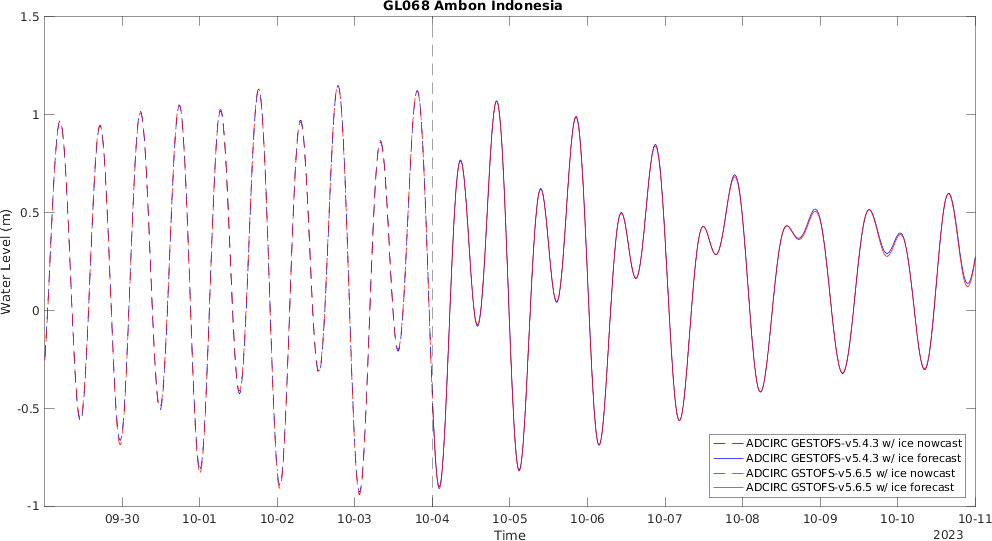 GL068 Ambon Indonesia
1.5
1
0.5
0
-0.5
-1
Water Level (m)
ADCIRC GESTOFS-v5.4.3 w/ ice nowcast
ADCIRC GESTOFS-v5.4.3 w/ ice forecast
ADCIRC GSTOFS-v5.6.5 w/ ice nowcast
ADCIRC GSTOFS-v5.6.5 w/ ice forecast
09-30 10-01 10-02 10-03 10-04 10-05 10-06 10-07 10-08 10-09 10-10 10-11
Time
2023